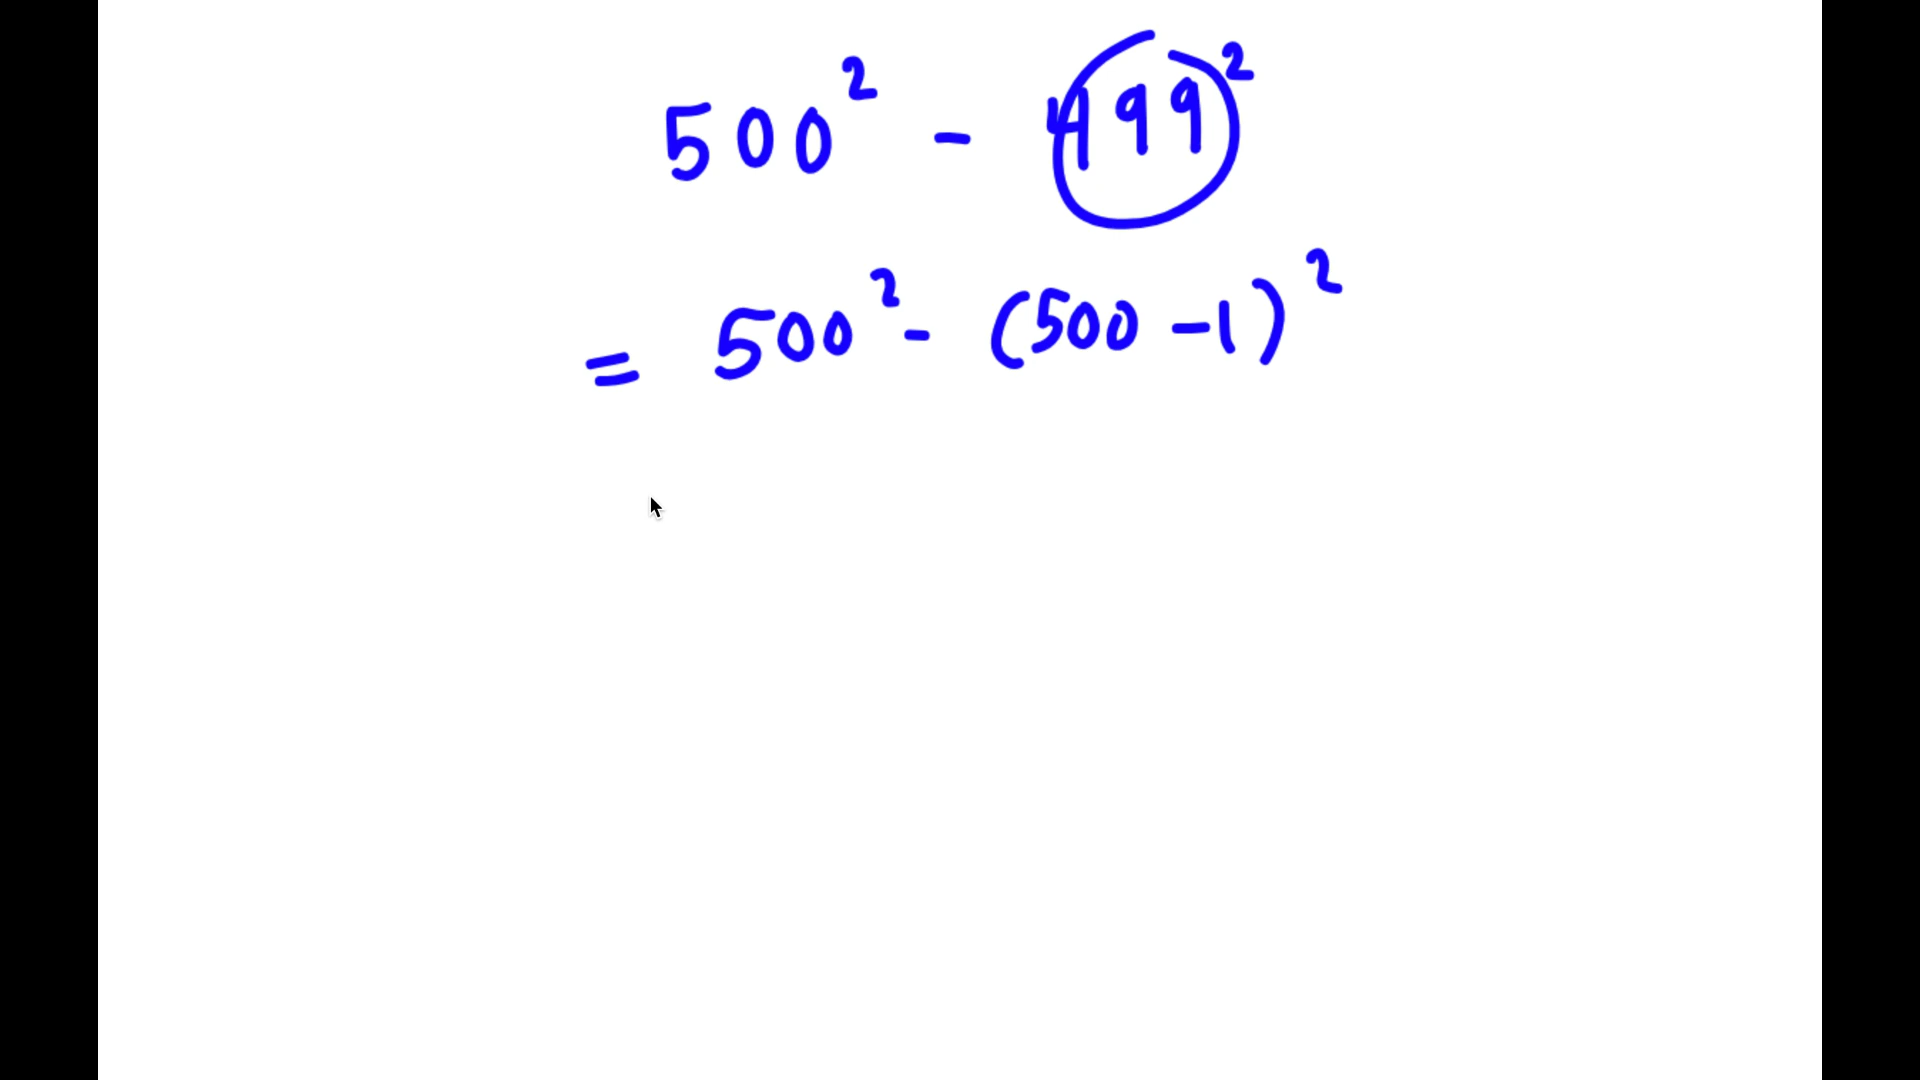 500² - 499²
= 500² - (500 - 1)²